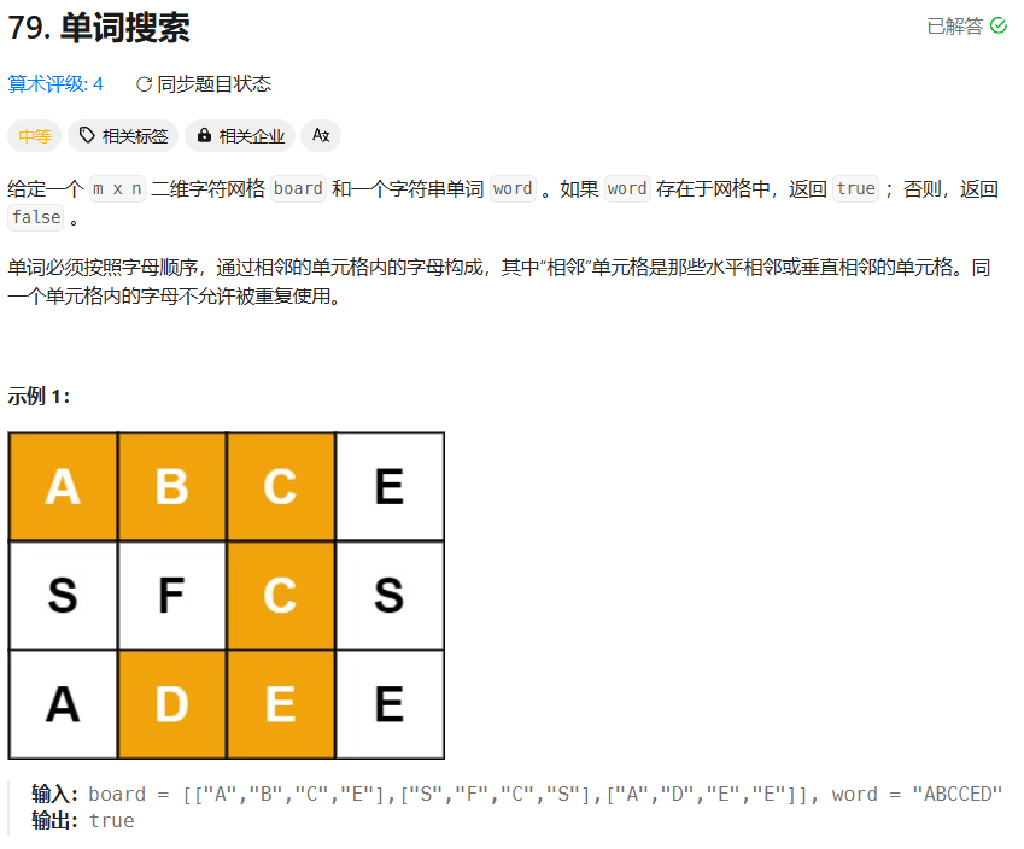 79. 单词搜索
已解答
算术评级: 4 同步题目状态
中等 相关标签 相关企业 Ax
给定一个 m x n 二维字符网格 board 和一个字符串单词 word 。如果 word 存在于网格中，返回 true ；否则，返回
false 。
单词必须按照字母顺序，通过相邻的单元格内的字母构成，其中“相邻”单元格是那些水平相邻或垂直相邻的单元格。同
一个单元格内的字母不允许被重复使用。
示例 1：
A B C E
S F C S
A D E E
输入：board = [["A","B","C","E"],["S","F","C","S"],["A","D","E","E"]], word = "ABCCED"
输出：true